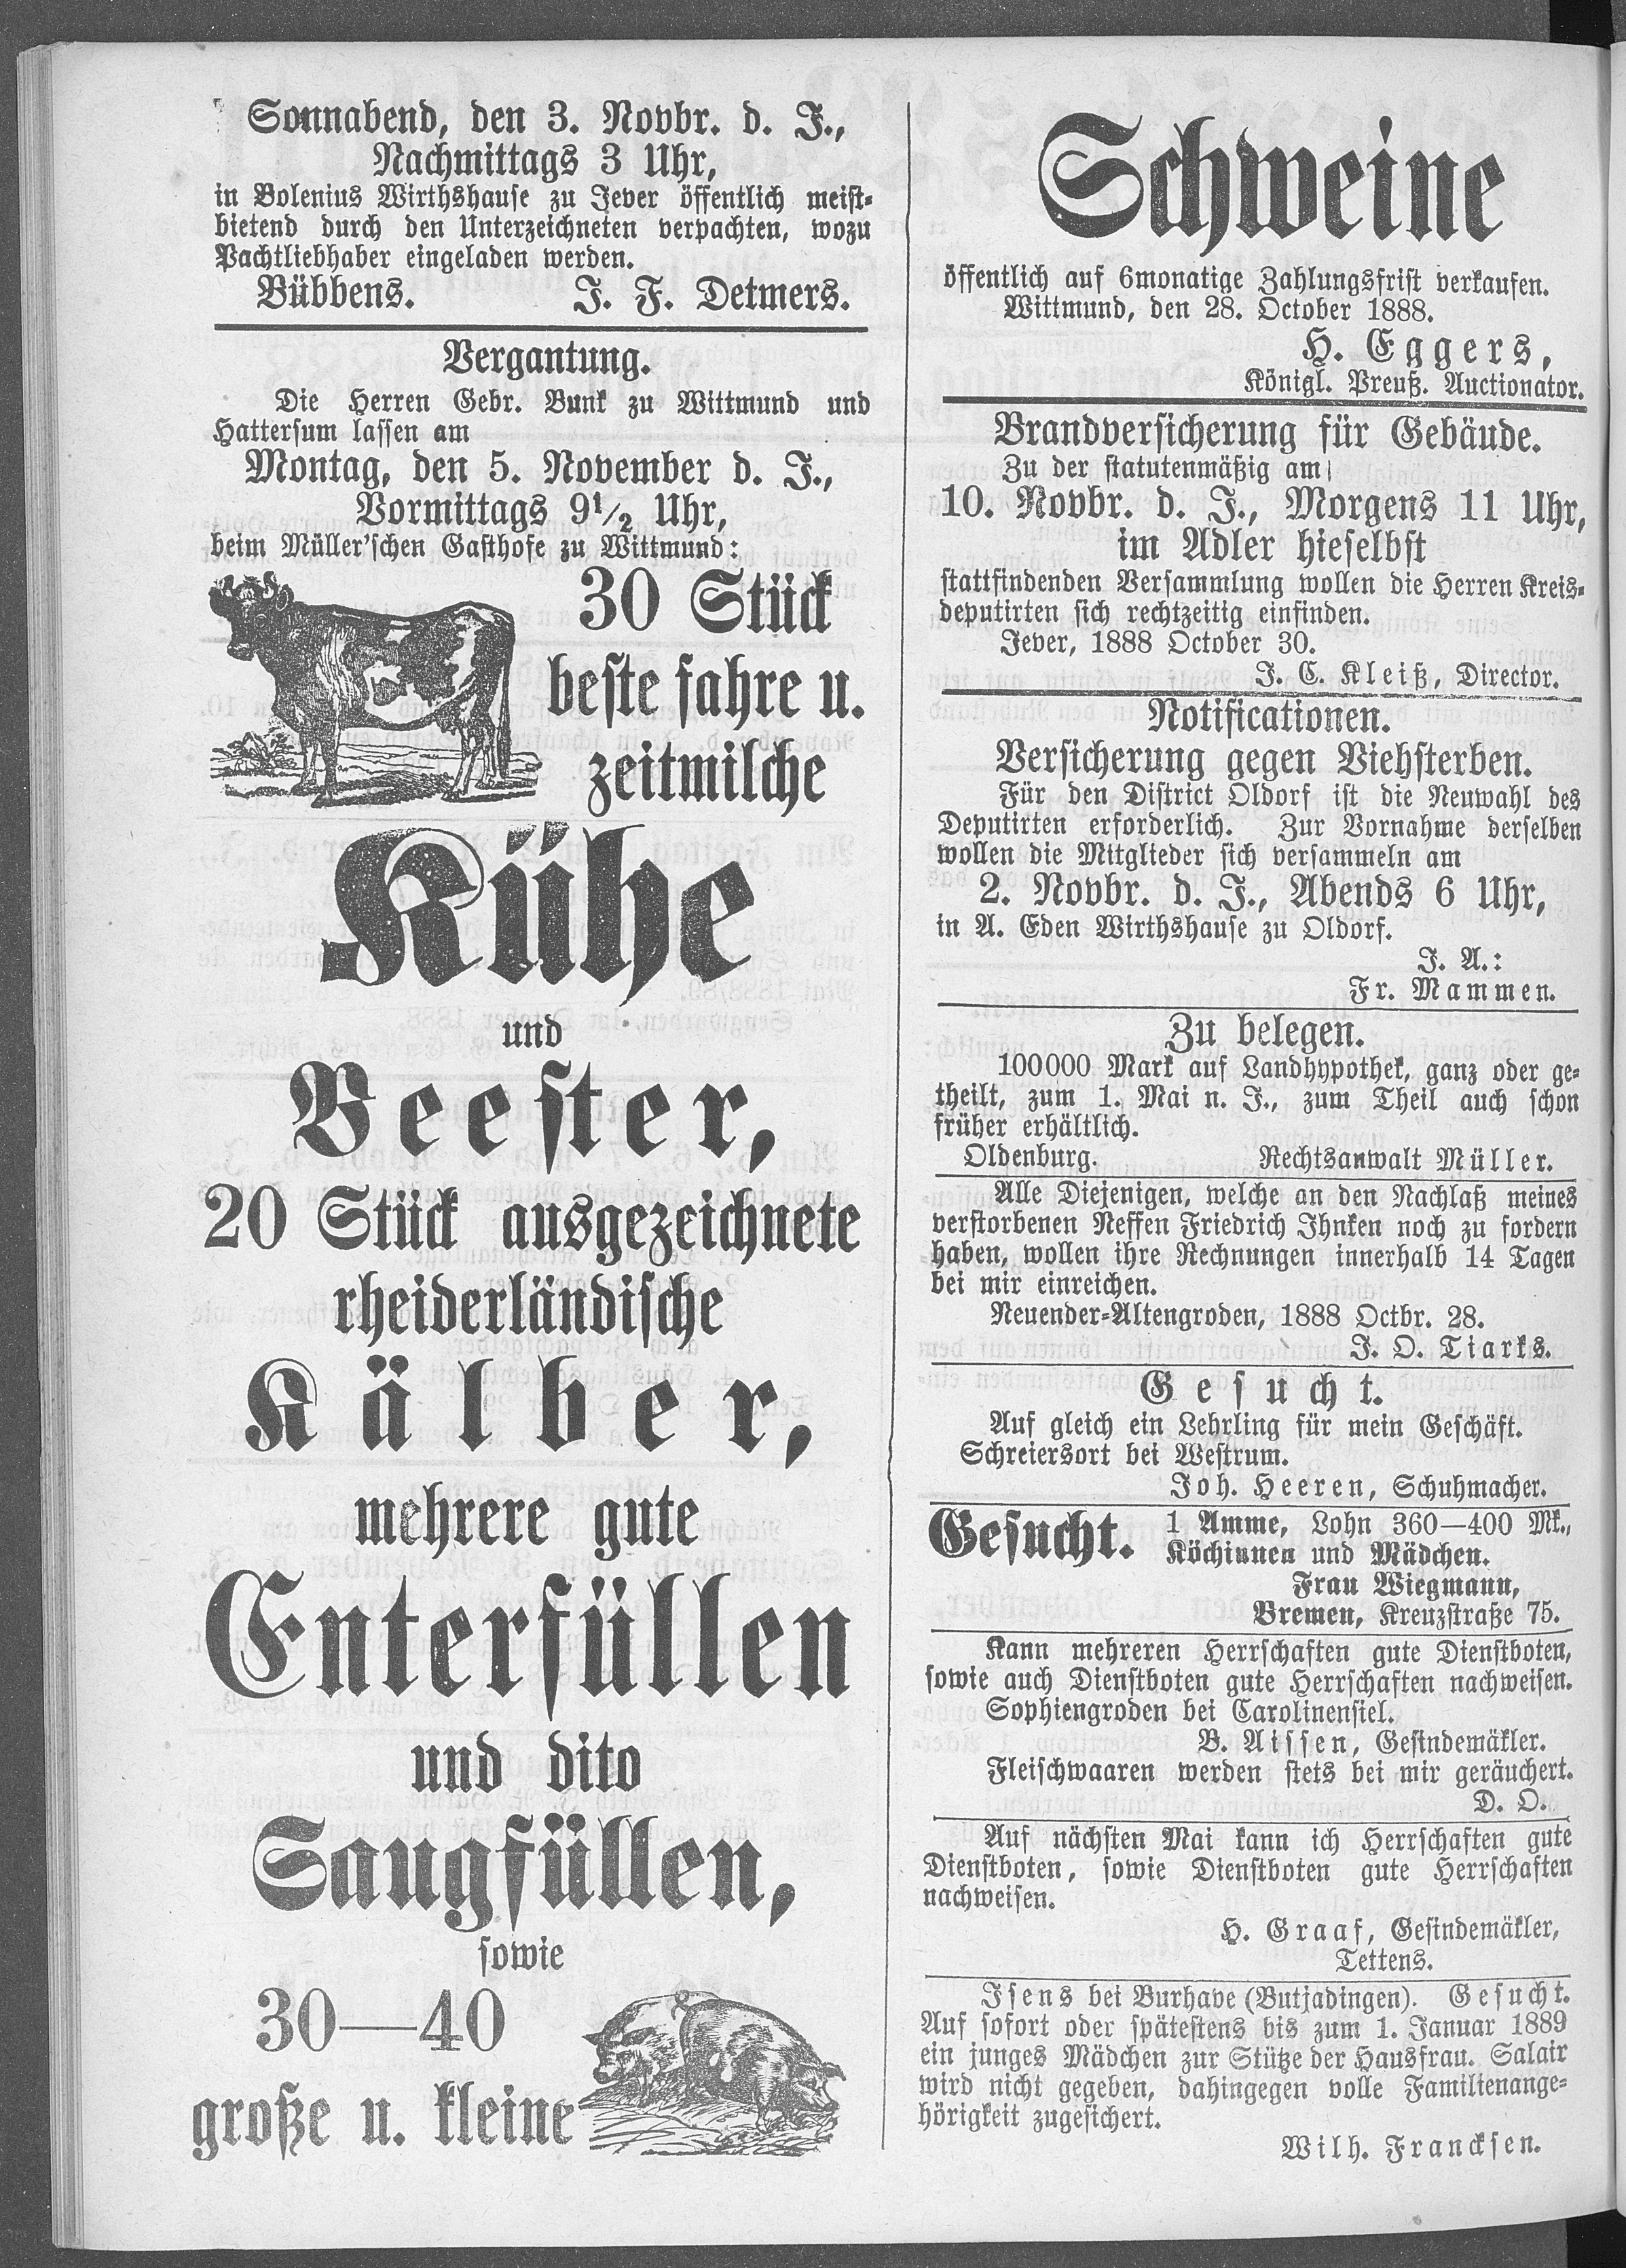 Sonnabend, den 3. Novbr. d. J.,
Nachmittags 3 Uhr,
in Bolenius Wirthshause zu Jever öffentlich meist-
bietend durch den Unterzeichneten verpachten, wozu
Pachtliebhaber eingeladen werden.
Bübbens. J. F. Detmers.
Vergantung.
Die Herren Gebr. Bunk zu Wittmund und
Hattersum lassen am
Montag, den 5. November d. J.,
Vormittags 9½ Uhr,
beim Müller'schen Gasthofe zu Wittmund:
30 Stück
beste fahre u.
zeitmilche
Kühe
und
Beester,
20 Stück ausgezeichnete
rheiderländische
Kälber,
mehrere gute
Enterfüllen
und dito
Saugfüllen,
sowie
30—40
große u. kleine
Schweine
öffentlich auf 6monatige Zahlungsfrist verkaufen.
Wittmund, den 28. October 1888.
H. Eggers,
Königl. Preuß. Auctionator.
Brandversicherung für Gebäude.
Zu der statutenmäßig am
10. Novbr. d. J., Morgens 11 Uhr,
im Adler hieselbst
stattfindenden Versammlung wollen die Herren Kreis-
deputirten sich rechtzeitig einfinden.
Jever, 1888 October 30.
J. C. Kleiß, Director.
Notificationen.
Versicherung gegen Viehsterben.
Für den District Oldorf ist die Neuwahl des
Deputirten erforderlich. Zur Vornahme derselben
wollen die Mitglieder sich versammeln am
2. Novbr. d. J., Abends 6 Uhr,
in A. Eden Wirthshause zu Oldorf.
J. A.:
Fr. Mammen.
Zu belegen.
100000 Mark auf Landhypothek, ganz oder ge-
theilt, zum 1. Mai n. J., zum Theil auch schon
früher erhältlich.
Oldenburg. Rechtsanwalt Müller.
Alle Diejenigen, welche an den Nachlaß meines
verstorbenen Neffen Friedrich Ihnken noch zu fordern
haben, wollen ihre Rechnungen innerhalb 14 Tagen
bei mir einreichen.
Neuender-Altengroden, 1888 Octbr. 28.
J. O. Tiarks.
Gesucht.
Auf gleich ein Lehrling für mein Geschäft.
Schreiersort bei Westrum.
Joh. Heeren, Schuhmacher.
Gesucht. 1 Amme, Lohn 360—400 Mk.,
Köchinnen und Mädchen.
Frau Wiegmann,
Bremen, Kreuzstraße 75.
Kann mehreren Herrschaften gute Dienstboten,
sowie auch Dienstboten gute Herrschaften nachweisen.
Sophiengroden bei Carolinensiel.
B. Aissen, Gesindemäkler.
Fleischwaaren werden stets bei mir geräuchert.
D. O.
Auf nächsten Mai kann ich Herrschaften gute
Dienstboten, sowie Dienstboten gute Herrschaften
nachweisen.
H. Graaf, Gesindemäkler,
Tettens.
Isens bei Burhave (Butjadingen). Gesucht.
Auf sofort oder spätestens bis zum 1. Januar 1889
ein junges Mädchen zur Stütze der Hausfrau. Salair
wird nicht gegeben, dahingegen volle Familienange-
hörigkeit zugesichert.
Wilh. Francksen.